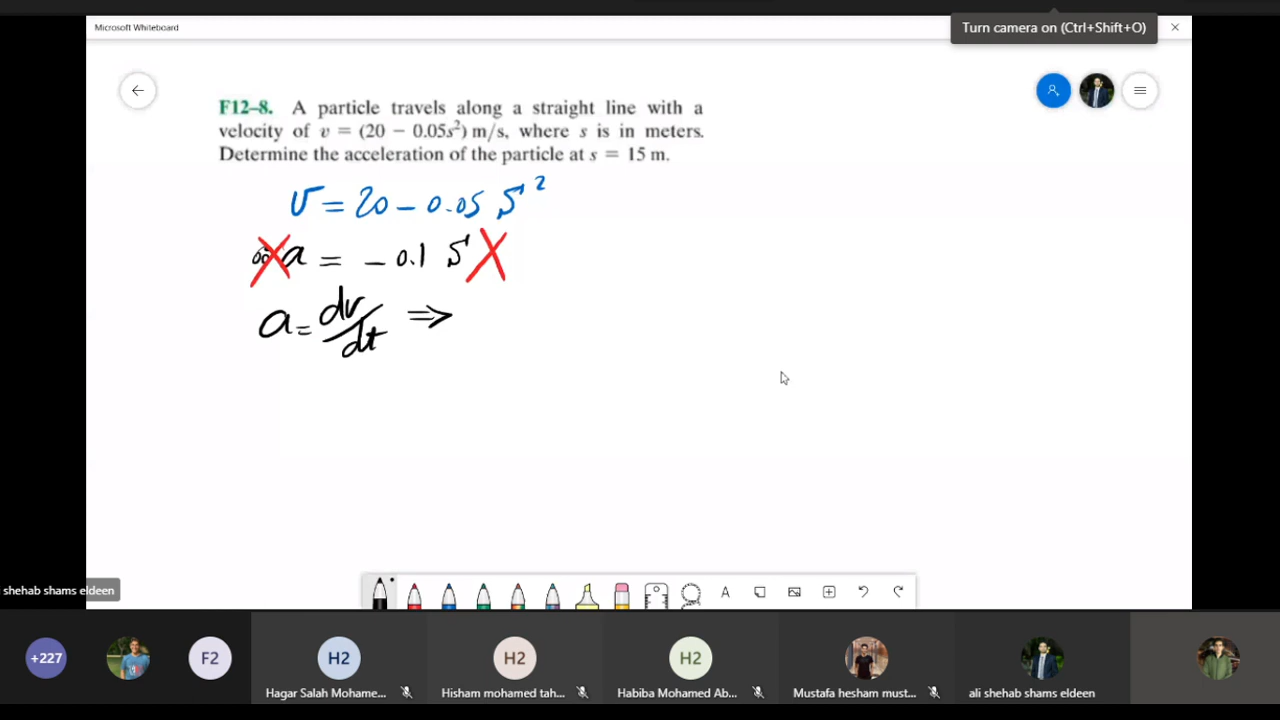 Turn camera on (Ctrl+Shift+O)
Microsoft Whiteboard
F12–8. A particle travels along a straight line with a
velocity of v = (20 − 0.05s²) m/s, where s is in meters.
Determine the acceleration of the particle at s = 15 m.
v = 20 − 0.05 S²
a = − 0.1 S
a = dv/dt ⇒
shehab shams eldeen
A
+227
F2
H2
H2
H2
Hagar Salah Mohame...
Hisham mohamed tah...
Habiba Mohamed Ab...
Mustafa hesham must...
ali shehab shams eldeen